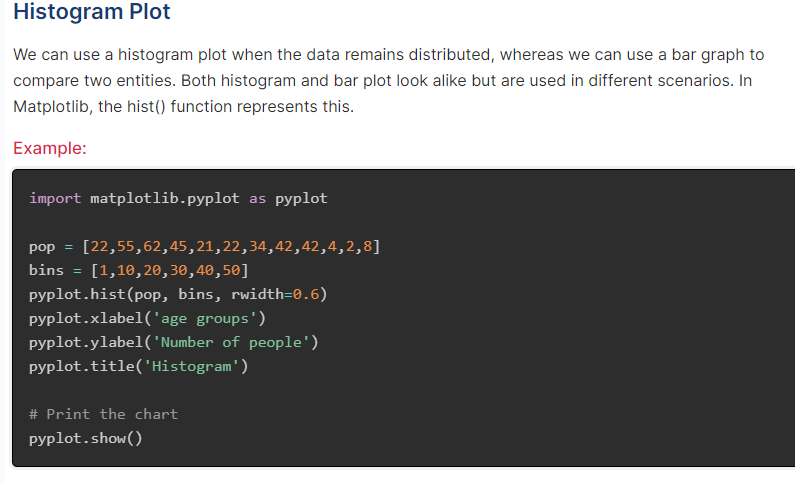 Histogram Plot
We can use a histogram plot when the data remains distributed, whereas we can use a bar graph to
compare two entities. Both histogram and bar plot look alike but are used in different scenarios. In
Matplotlib, the hist() function represents this.
Example:
import matplotlib.pyplot as pyplot
pop = [22,55,62,45,21,22,34,42,42,4,2,8]
bins = [1,10,20,30,40,50]
pyplot.hist(pop, bins, rwidth=0.6)
pyplot.xlabel('age groups')
pyplot.ylabel('Number of people')
pyplot.title('Histogram')
# Print the chart
pyplot.show()